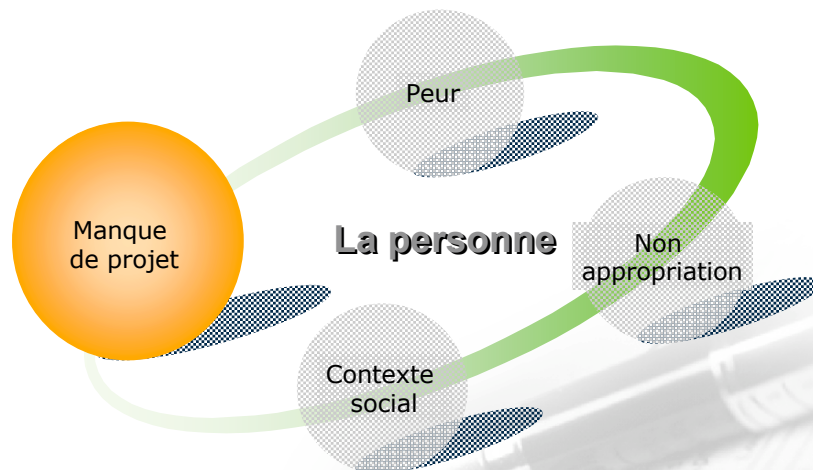 Peur
Manque
de projet
La personne
Non
appropriation
Contexte
social